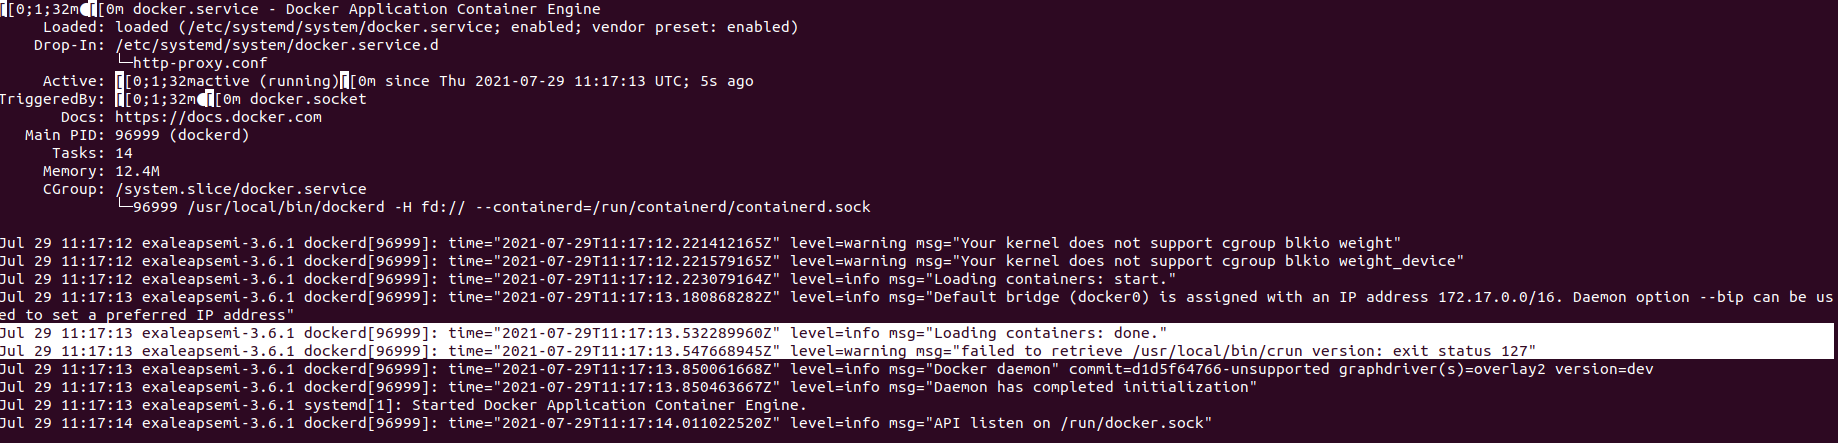 [[0;1;32m●[[0m docker.service - Docker Application Container Engine
Loaded: loaded (/etc/systemd/system/docker.service; enabled; vendor preset: enabled)
Drop-In: /etc/systemd/system/docker.service.d
└─http-proxy.conf
Active: [[0;1;32mactive (running)[[0m since Thu 2021-07-29 11:17:13 UTC; 5s ago
TriggeredBy: [[0;1;32m●[[0m docker.socket
Docs: https://docs.docker.com
Main PID: 96999 (dockerd)
Tasks: 14
Memory: 12.4M
CGroup: /system.slice/docker.service
└─96999 /usr/local/bin/dockerd -H fd:// --containerd=/run/containerd/containerd.sock
Jul 29 11:17:12 exaleapsemi-3.6.1 dockerd[96999]: time="2021-07-29T11:17:12.221412165Z" level=warning msg="Your kernel does not support cgroup blkio weight"
Jul 29 11:17:12 exaleapsemi-3.6.1 dockerd[96999]: time="2021-07-29T11:17:12.221579165Z" level=warning msg="Your kernel does not support cgroup blkio weight_device"
Jul 29 11:17:12 exaleapsemi-3.6.1 dockerd[96999]: time="2021-07-29T11:17:12.223079164Z" level=info msg="Loading containers: start."
Jul 29 11:17:13 exaleapsemi-3.6.1 dockerd[96999]: time="2021-07-29T11:17:13.180868282Z" level=info msg="Default bridge (docker0) is assigned with an IP address 172.17.0.0/16. Daemon option --bip can be us
ed to set a preferred IP address"
Jul 29 11:17:13 exaleapsemi-3.6.1 dockerd[96999]: time="2021-07-29T11:17:13.532289960Z" level=info msg="Loading containers: done."
Jul 29 11:17:13 exaleapsemi-3.6.1 dockerd[96999]: time="2021-07-29T11:17:13.547668945Z" level=warning msg="failed to retrieve /usr/local/bin/crun version: exit status 127"
Jul 29 11:17:13 exaleapsemi-3.6.1 dockerd[96999]: time="2021-07-29T11:17:13.850061668Z" level=info msg="Docker daemon" commit=d1d5f64766-unsupported graphdriver(s)=overlay2 version=dev
Jul 29 11:17:13 exaleapsemi-3.6.1 dockerd[96999]: time="2021-07-29T11:17:13.850463667Z" level=info msg="Daemon has completed initialization"
Jul 29 11:17:13 exaleapsemi-3.6.1 systemd[1]: Started Docker Application Container Engine.
Jul 29 11:17:14 exaleapsemi-3.6.1 dockerd[96999]: time="2021-07-29T11:17:14.011022520Z" level=info msg="API listen on /run/docker.sock"